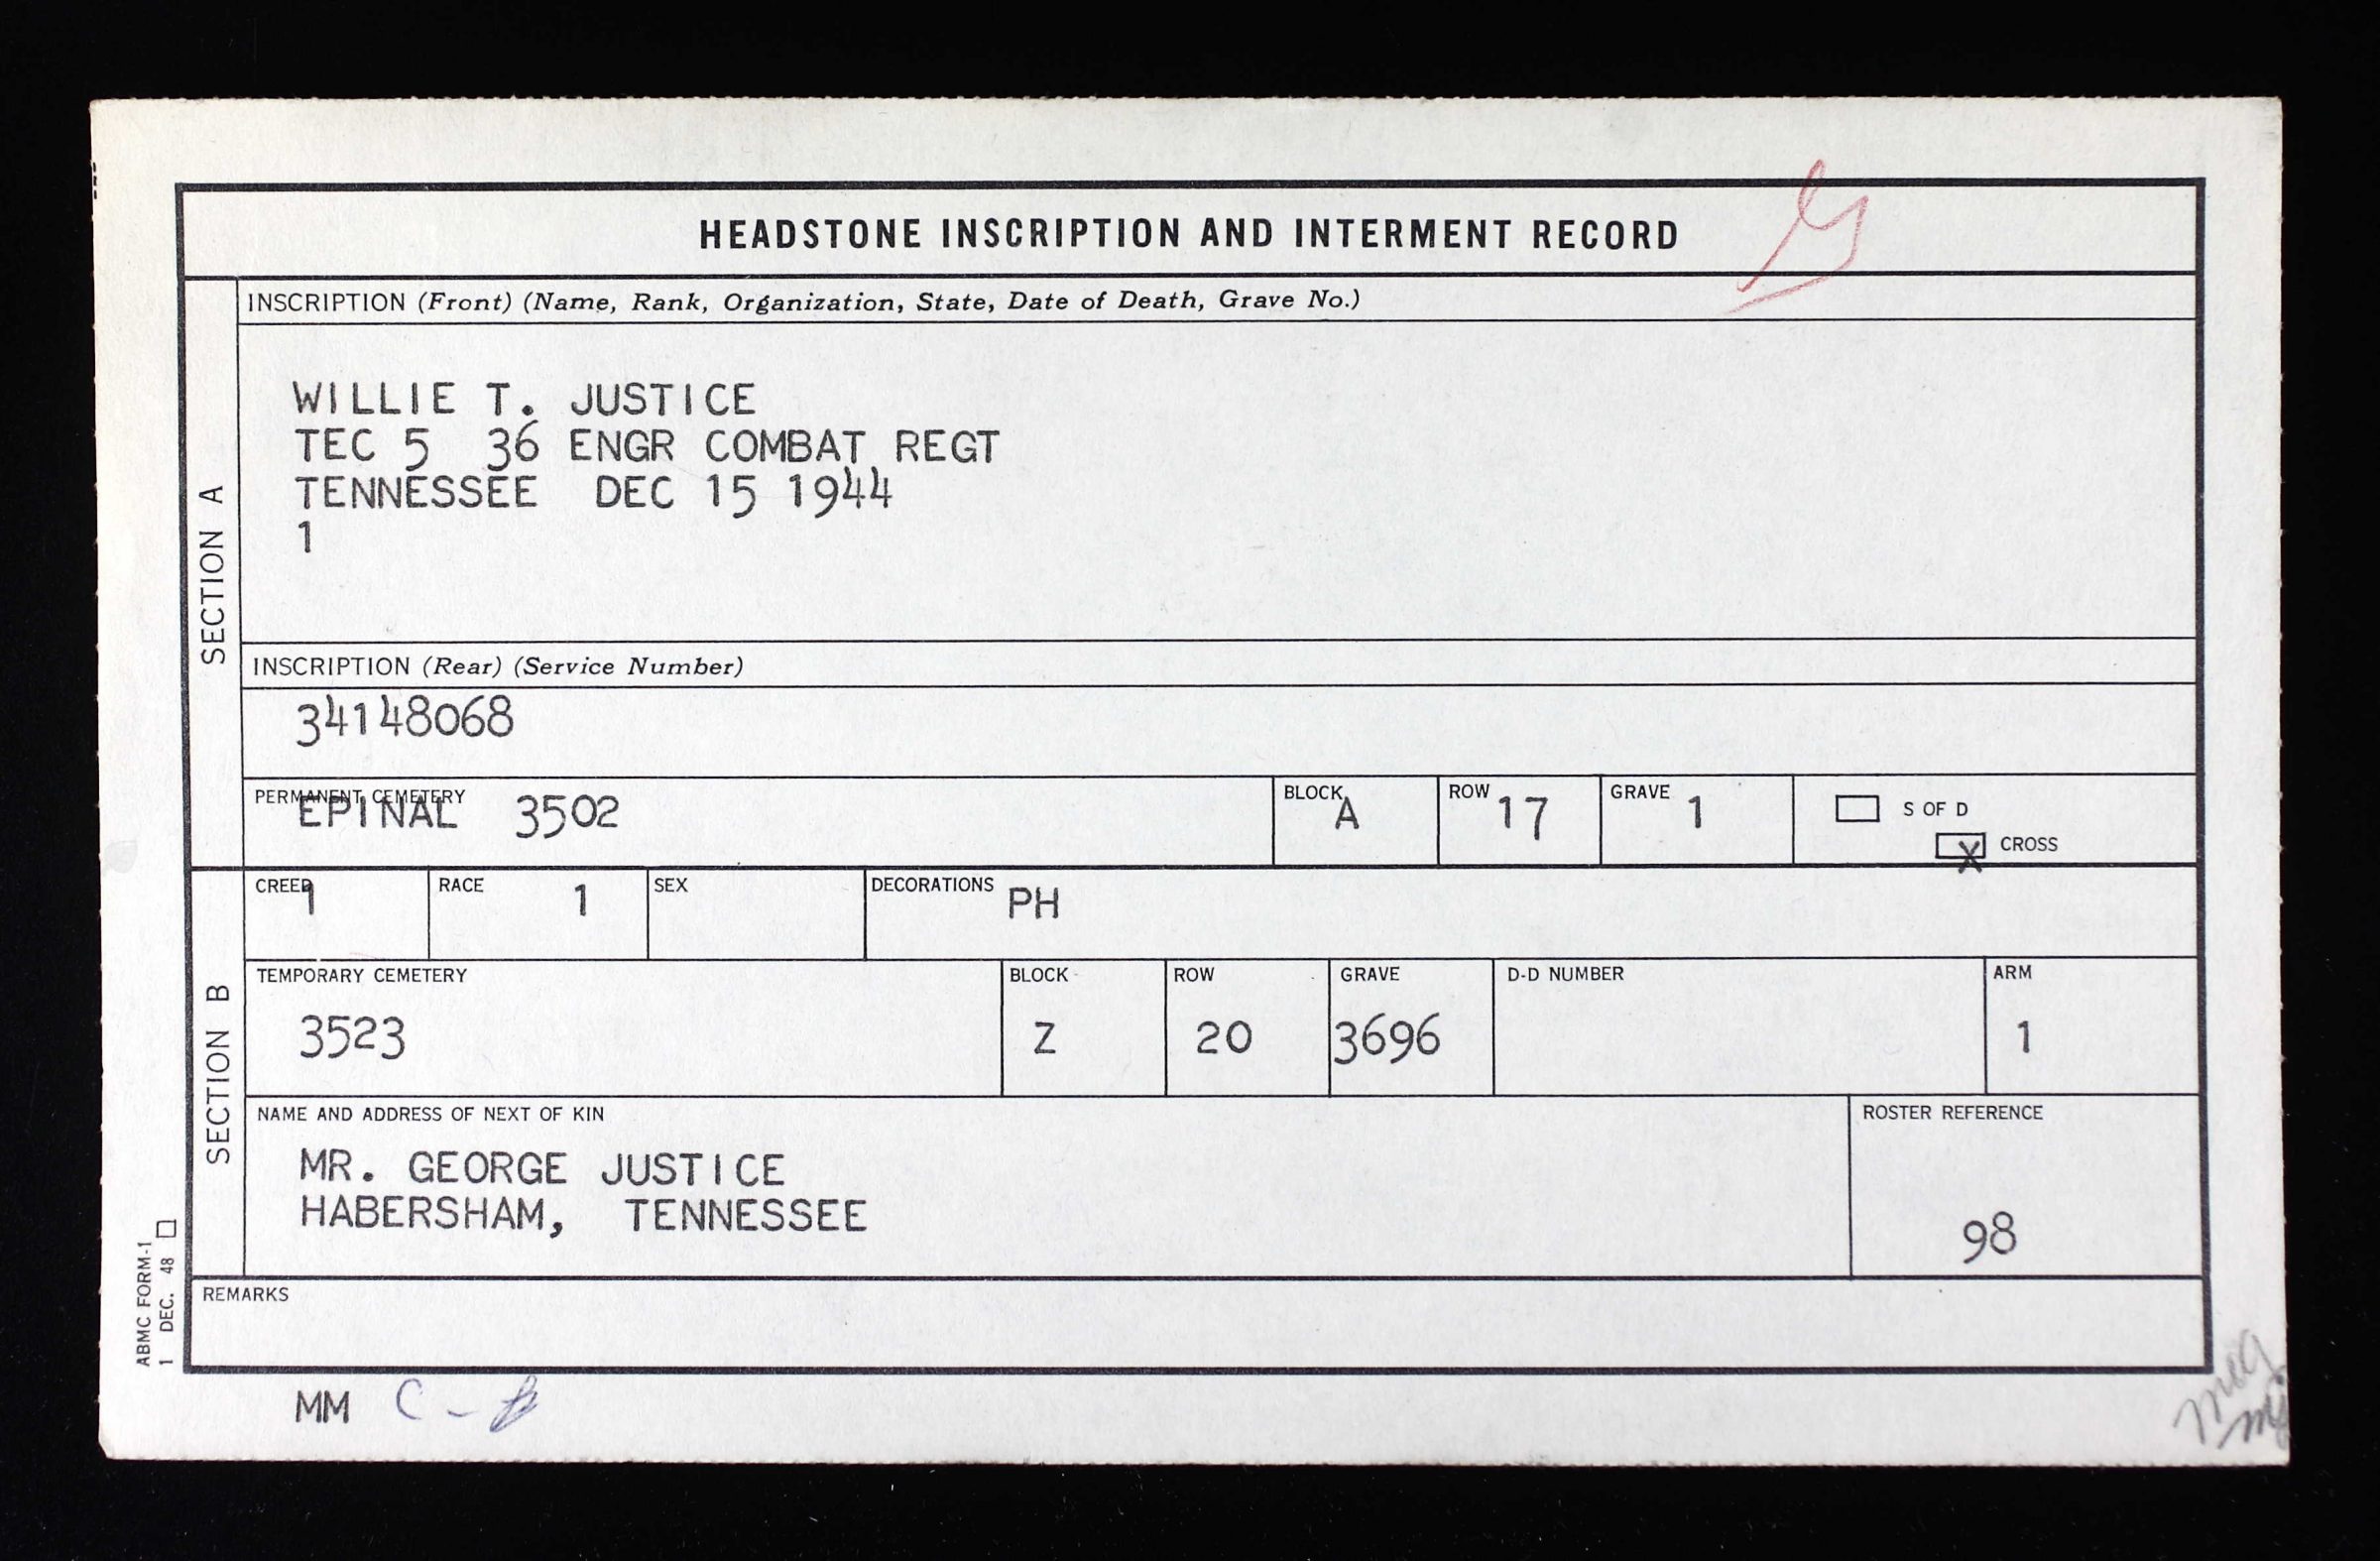 HEADSTONE INSCRIPTION AND INTERMENT RECORD
SECTION A
INSCRIPTION (Front) (Name, Rank, Organization, State, Date of Death, Grave No.)
WILLIE T. JUSTICE
TEC 5 36 ENGR COMBAT REGT
TENNESSEE DEC 15 1944
1
INSCRIPTION (Rear) (Service Number)
34148068
PERMANENT CEMETERY
EPINAL 3502
BLOCK A
ROW 17
GRAVE 1
S OF D
X CROSS
SECTION B
CREED 1
RACE 1
SEX
DECORATIONS PH
TEMPORARY CEMETERY
3523
BLOCK
Z
ROW
20
GRAVE
3696
D-D NUMBER
ARM
1
NAME AND ADDRESS OF NEXT OF KIN
MR. GEORGE JUSTICE
HABERSHAM, TENNESSEE
ROSTER REFERENCE
98
REMARKS
ABMC FORM-1
1 DEC. 48
MM C -